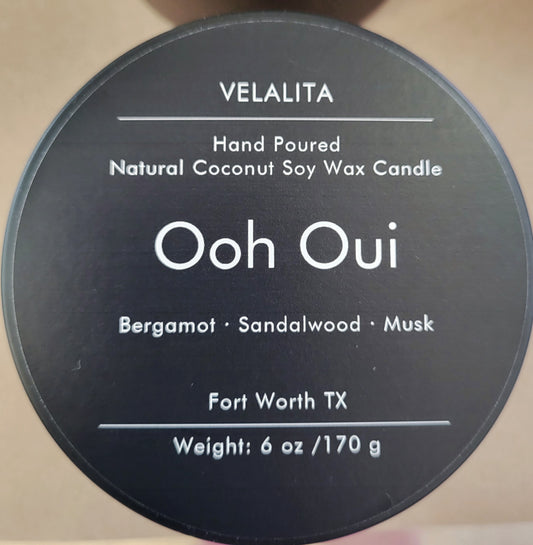 VELALITA
Hand Poured
Natural Coconut Soy Wax Candle
Ooh Oui
Bergamot · Sandalwood · Musk
Fort Worth TX
Weight: 6 oz /170 g